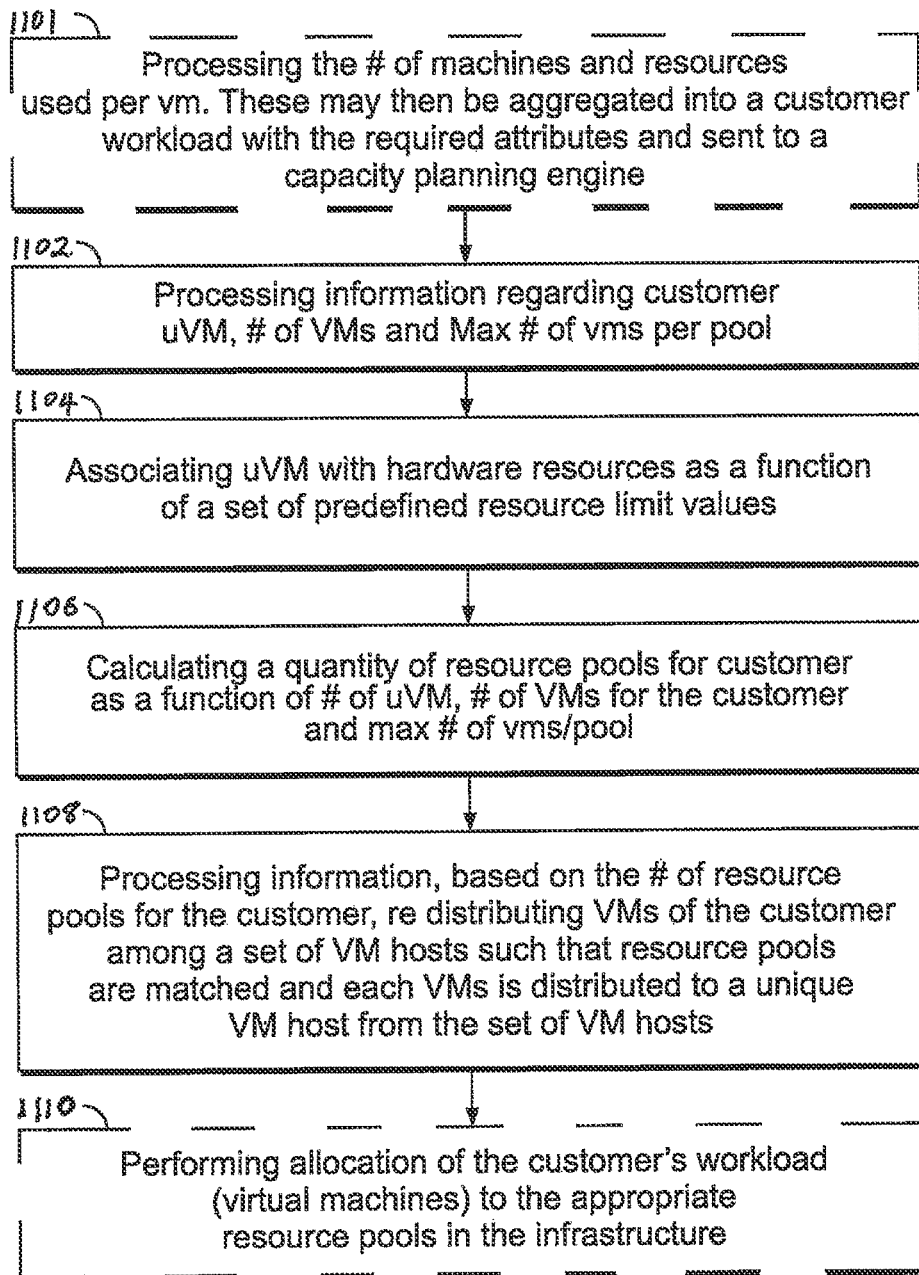 1101
Processing the # of machines and resources
used per vm. These may then be aggregated into a customer
workload with the required attributes and sent to a
capacity planning engine
1102
Processing information regarding customer
uVM, # of VMs and Max # of vms per pool
1104
Associating uVM with hardware resources as a function
of a set of predefined resource limit values
1106
Calculating a quantity of resource pools for customer
as a function of # of uVM, # of VMs for the customer
and max # of vms/pool
1108
Processing information, based on the # of resource
pools for the customer, re distributing VMs of the customer
among a set of VM hosts such that resource pools
are matched and each VMs is distributed to a unique
VM host from the set of VM hosts
1110
Performing allocation of the customer's workload
(virtual machines) to the appropriate
resource pools in the infrastructure